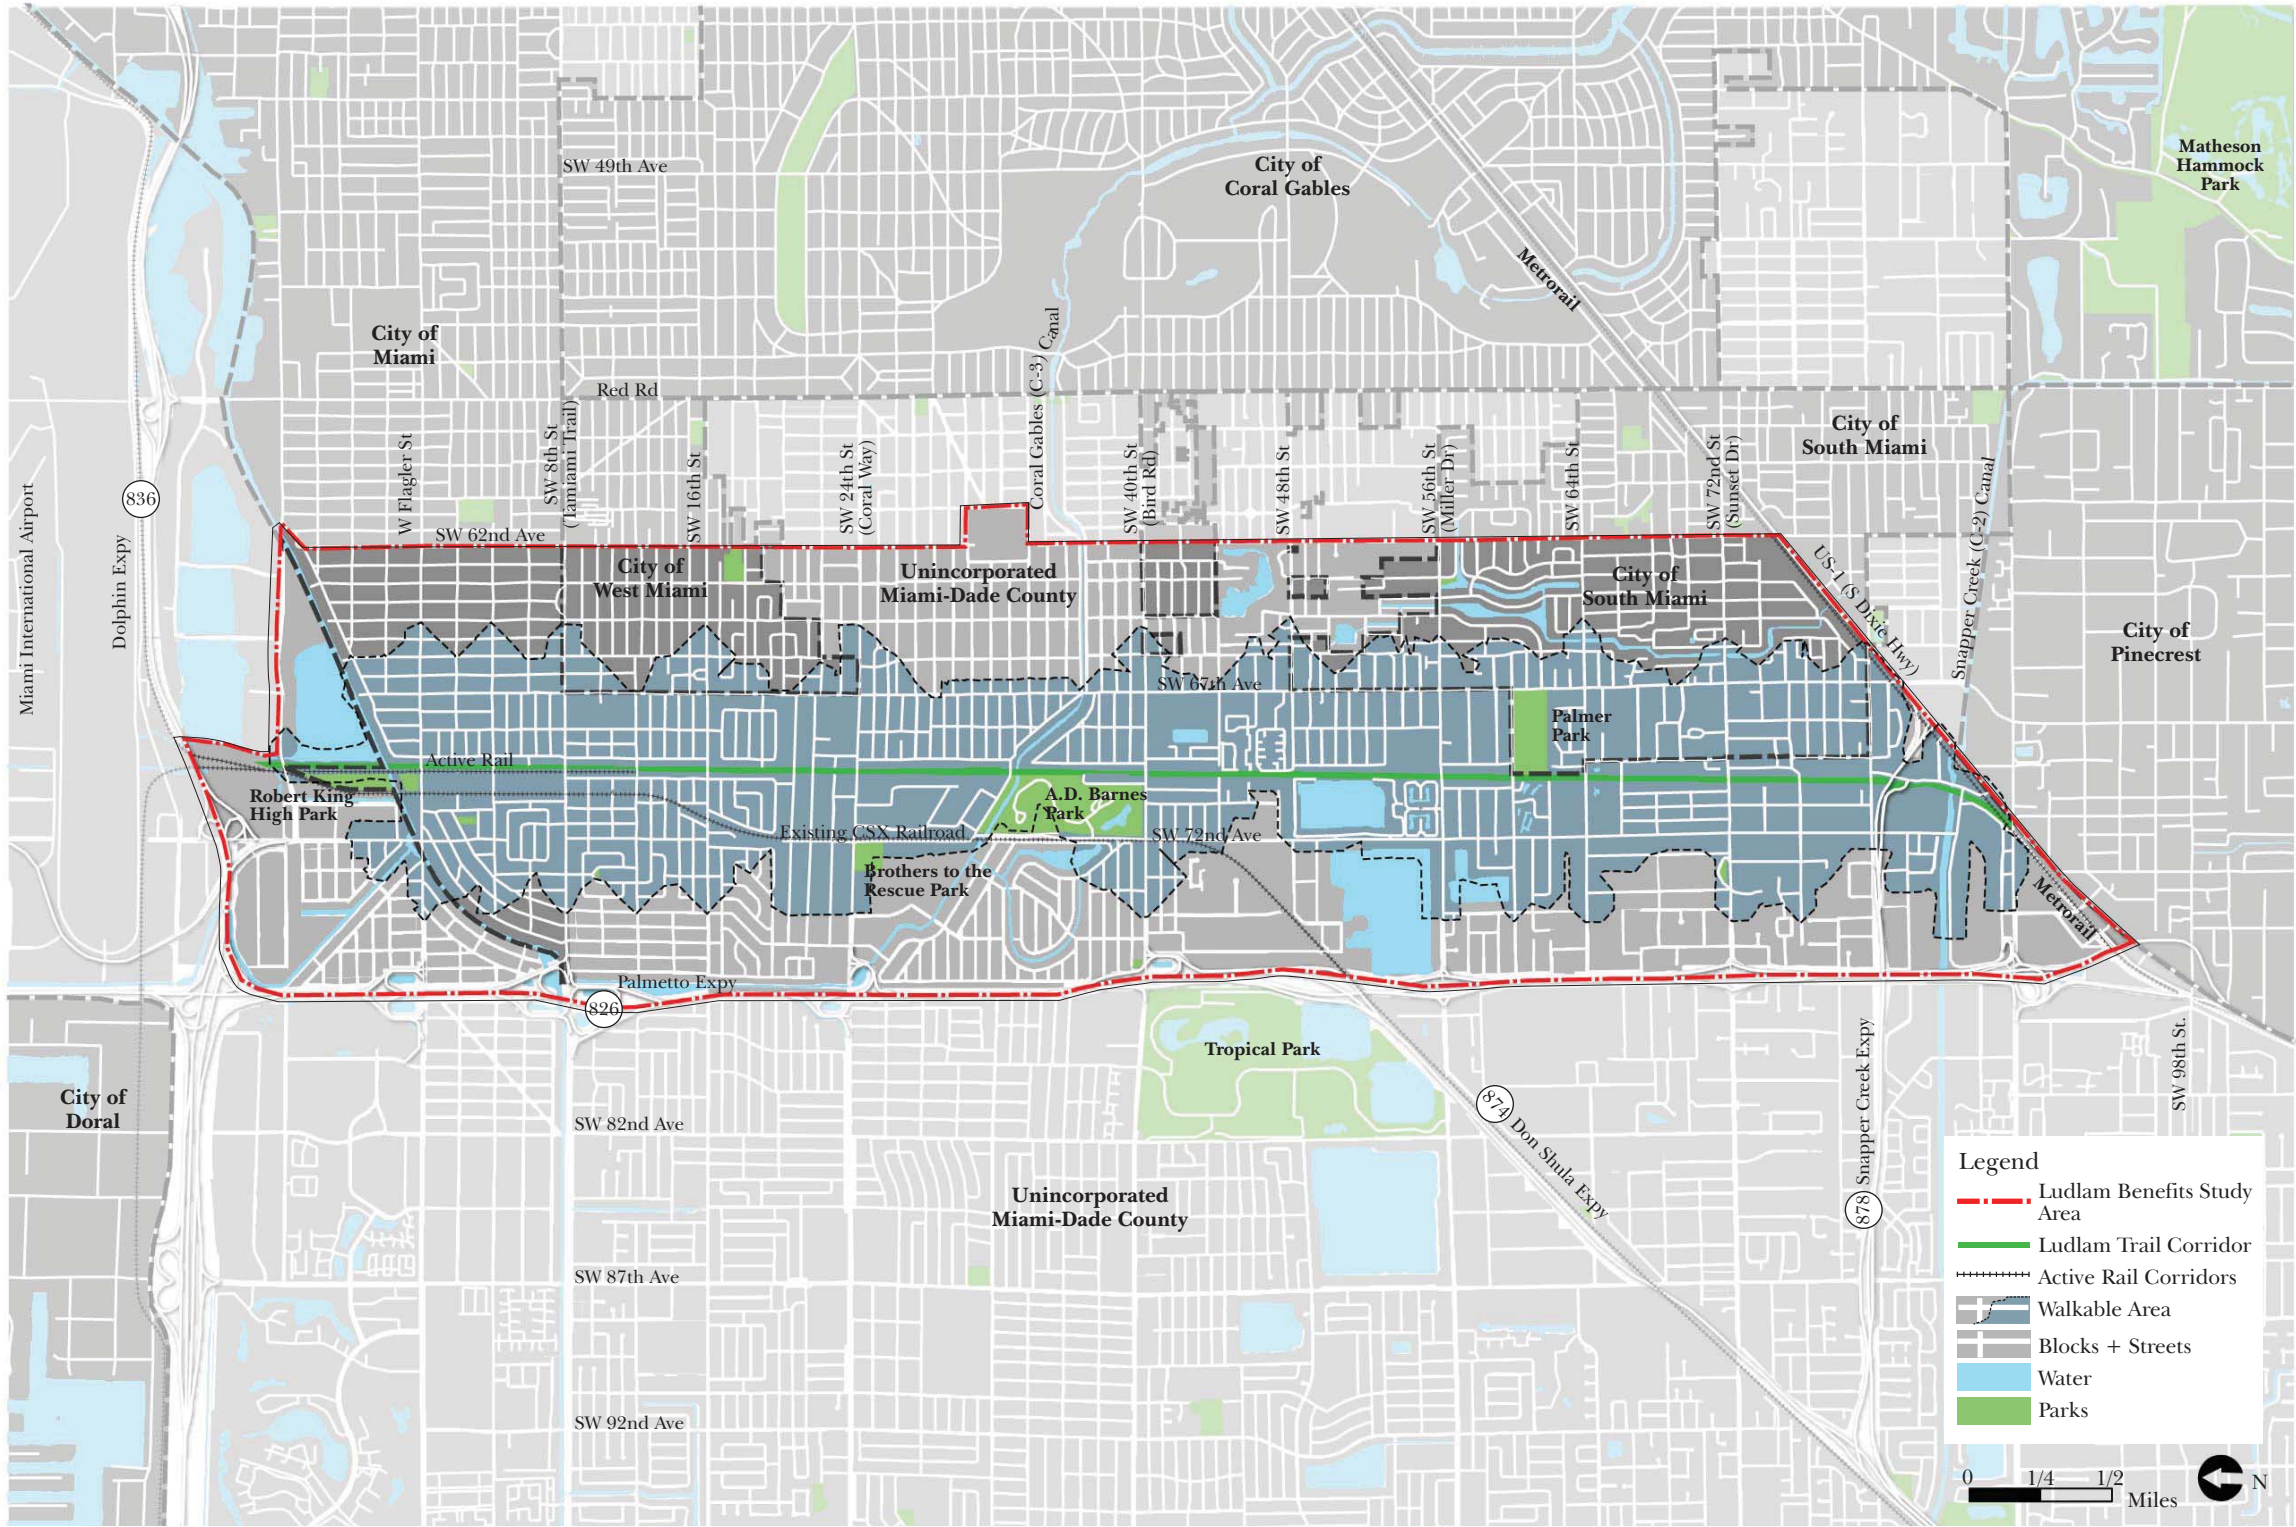 SW 49th Ave
City of
Coral Gables
Matheson
Hammock
Park
Metrorail
City of
Miami
Red Rd
Coral Gables (C-3) Canal
City of
South Miami
W Flagler St
SW 8th St
(Tamiami Trail)
SW 16th St
SW 24th St
(Coral Way)
SW 40th St
(Bird Rd)
SW 48th St
SW 56th St
(Miller Dr)
SW 64th St
SW 72nd St
(Sunset Dr)
Snapper Creek (C-2) Canal
836
Miami International Airport
Dolphin Expy
SW 62nd Ave
City of
West Miami
Unincorporated
Miami-Dade County
City of
South Miami
US-1 (S Dixie Hwy)
City of
Pinecrest
SW 67th Ave
Palmer
Park
Active Rail
Robert King
High Park
A.D. Barnes
Park
Existing CSX Railroad
SW 72nd Ave
Brothers to the
Rescue Park
Metrorail
Palmetto Expy
826
Tropical Park
City of
Doral
SW 82nd Ave
874
Don Shula Expy
Snapper Creek Expy
878
SW 98th St.
Unincorporated
Miami-Dade County
SW 87th Ave
SW 92nd Ave
Legend
Ludlam Benefits Study
Area
Ludlam Trail Corridor
Active Rail Corridors
Walkable Area
Blocks + Streets
Water
Parks
0 1/4 1/2
Miles
N